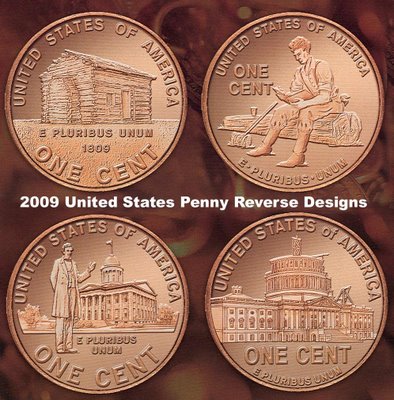 UNITED STATES OF AMERICA
E PLURIBUS UNUM
1809
ONE CENT
UNITED STATES OF AMERICA
ONE
CENT
E·PLURIBUS·UNUM
2009 United States Penny Reverse Designs
UNITED STATES OF AMERICA
E PLURIBUS
UNUM
ONE CENT
UNITED STATES OF AMERICA
ONE CENT
E·PLURIBUS·UNUM